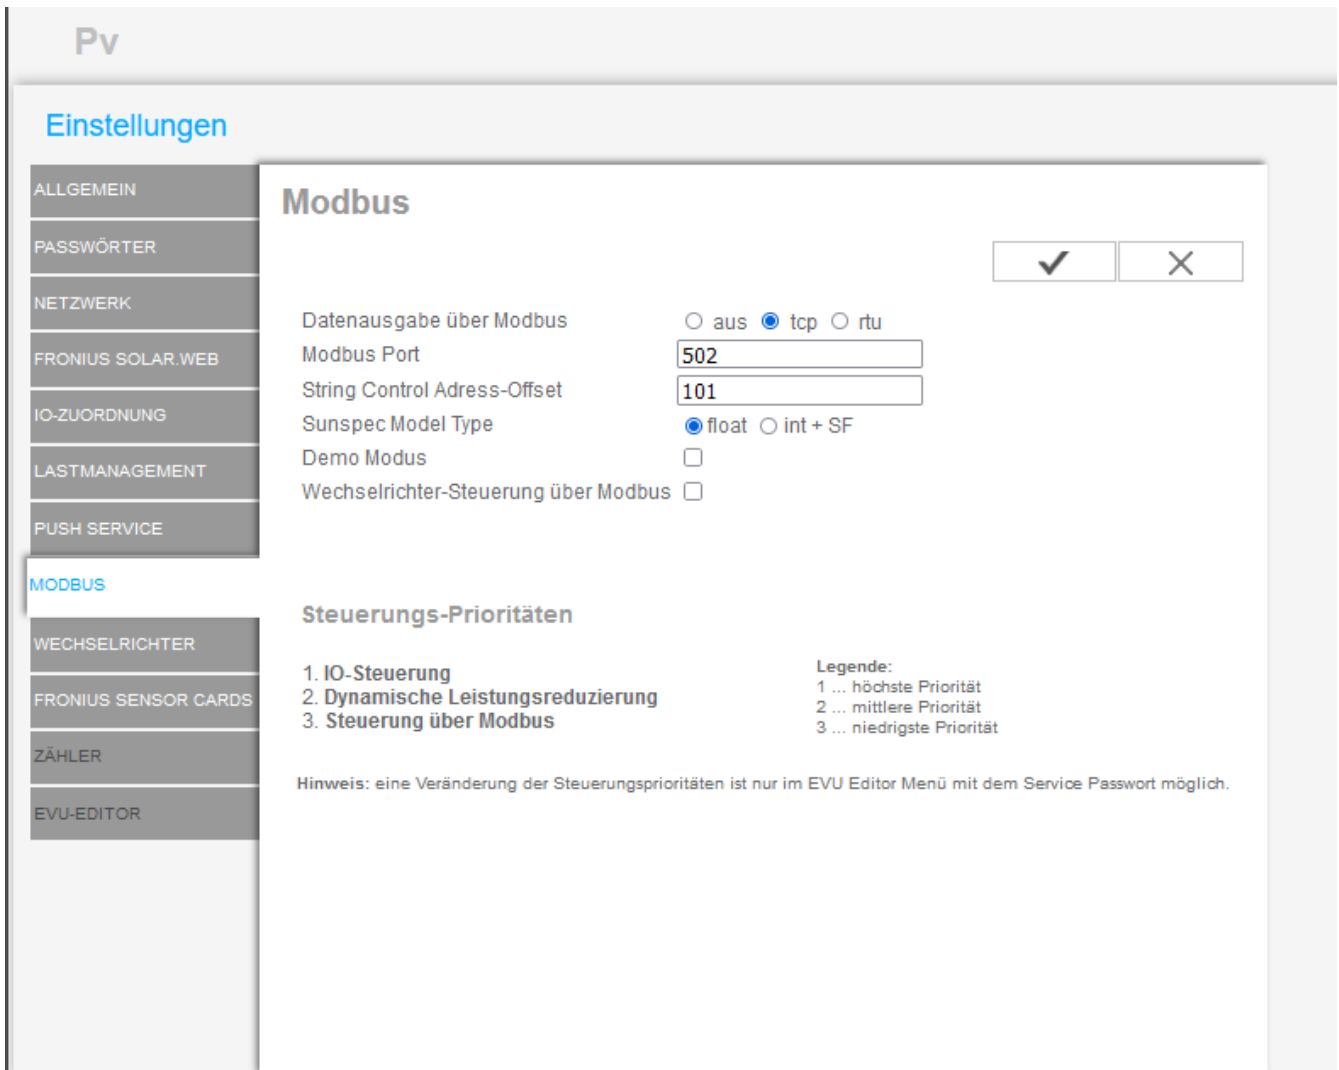 Pv
Einstellungen
ALLGEMEIN
PASSWÖRTER
NETZWERK
FRONIUS SOLAR.WEB
IO-ZUORDNUNG
LASTMANAGEMENT
PUSH SERVICE
MODBUS
WECHSELRICHTER
FRONIUS SENSOR CARDS
ZÄHLER
EVU-EDITOR
Modbus
Datenausgabe über Modbus aus tcp rtu
Modbus Port 502
String Control Adress-Offset 101
Sunspec Model Type float int + SF
Demo Modus
Wechselrichter-Steuerung über Modbus
Steuerungs-Prioritäten
1. IO-Steuerung
2. Dynamische Leistungsreduzierung
3. Steuerung über Modbus
Legende:
1 ... höchste Priorität
2 ... mittlere Priorität
3 ... niedrigste Priorität
Hinweis: eine Veränderung der Steuerungsprioritäten ist nur im EVU Editor Menü mit dem Service Passwort möglich.